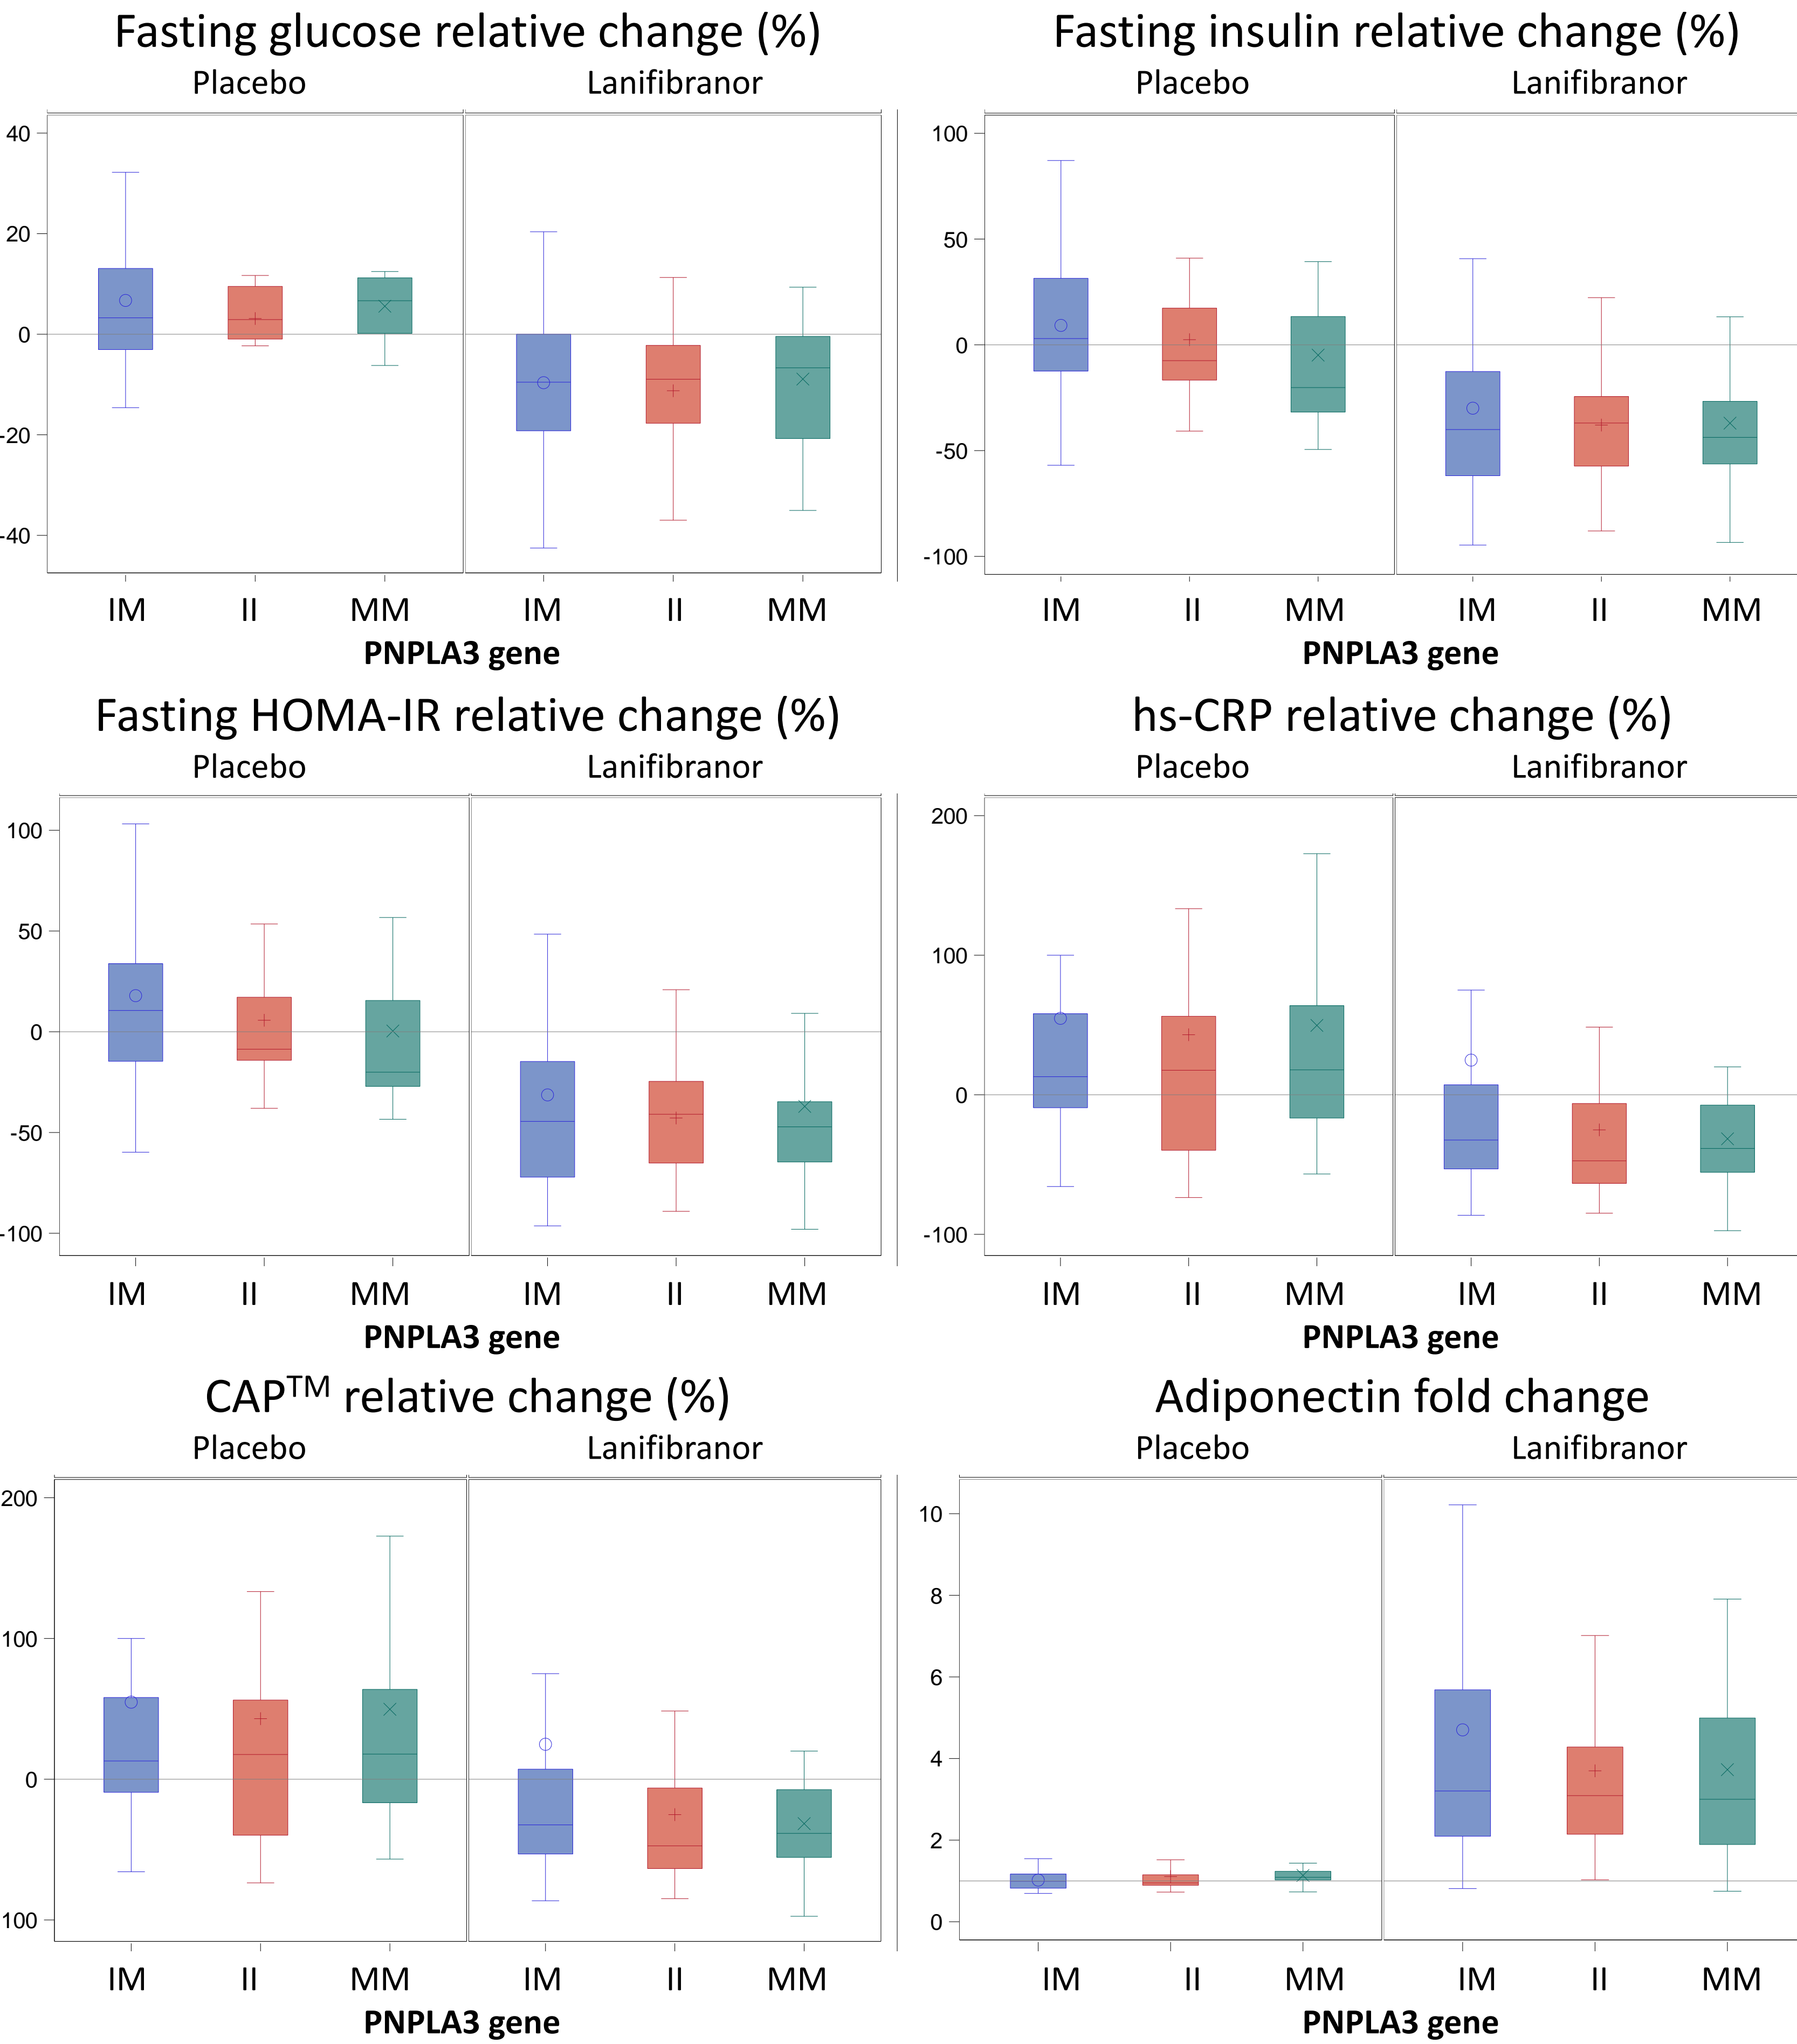 Fasting glucose relative change (%)
Placebo Lanifibranor
40
20
0
-20
-40
IM II MM IM II MM
PNPLA3 gene
Fasting insulin relative change (%)
Placebo Lanifibranor
100
50
0
-50
-100
IM II MM IM II MM
PNPLA3 gene
Fasting HOMA-IR relative change (%)
Placebo Lanifibranor
100
50
0
-50
-100
IM II MM IM II MM
PNPLA3 gene
hs-CRP relative change (%)
Placebo Lanifibranor
200
100
0
-100
IM II MM IM II MM
PNPLA3 gene
CAP™ relative change (%)
Placebo Lanifibranor
200
100
0
100
IM II MM IM II MM
PNPLA3 gene
Adiponectin fold change
Placebo Lanifibranor
10
8
6
4
2
0
IM II MM IM II MM
PNPLA3 gene